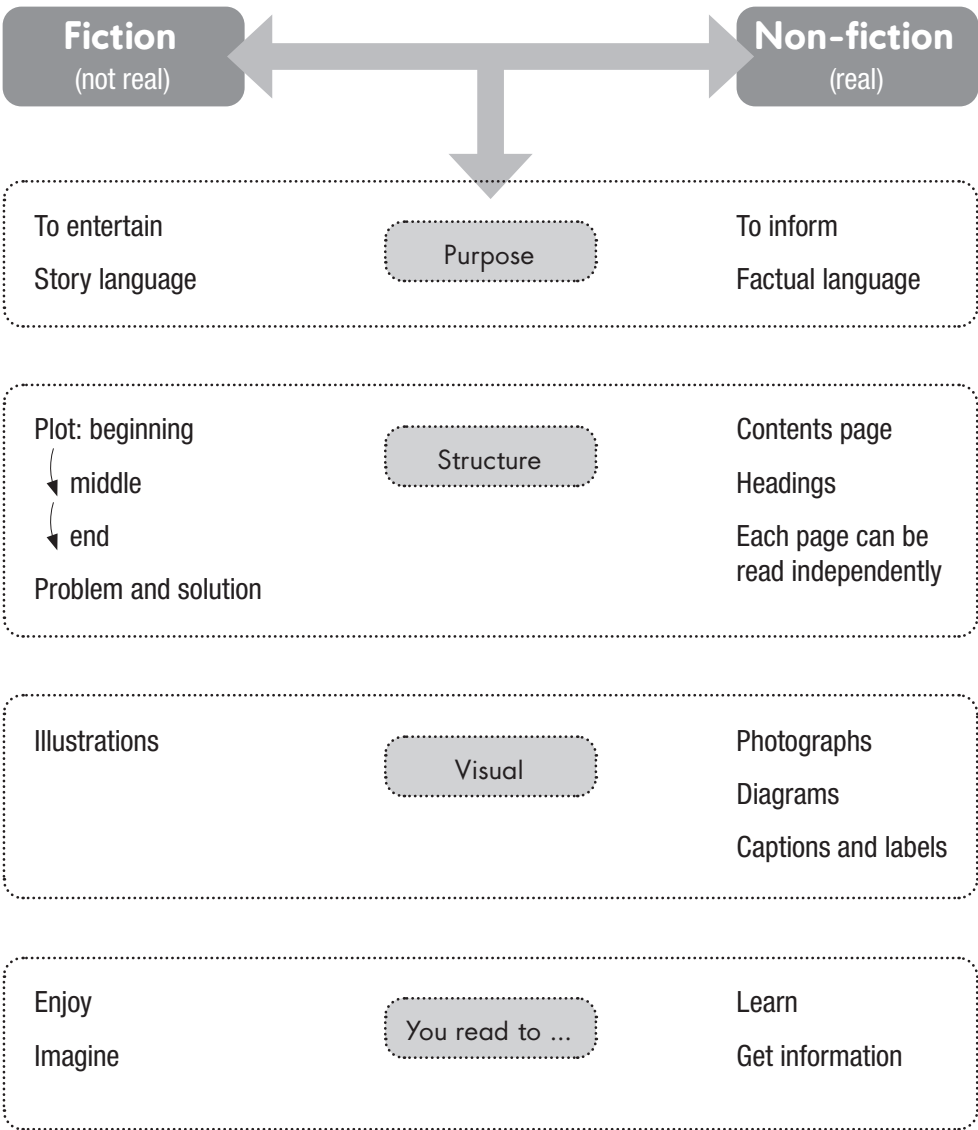 Fiction
(not real)
Non-fiction
(real)
To entertain
Story language
Purpose
To inform
Factual language
Plot: beginning
middle
end
Problem and solution
Structure
Contents page
Headings
Each page can be
read independently
Illustrations
Visual
Photographs
Diagrams
Captions and labels
Enjoy
Imagine
You read to ...
Learn
Get information